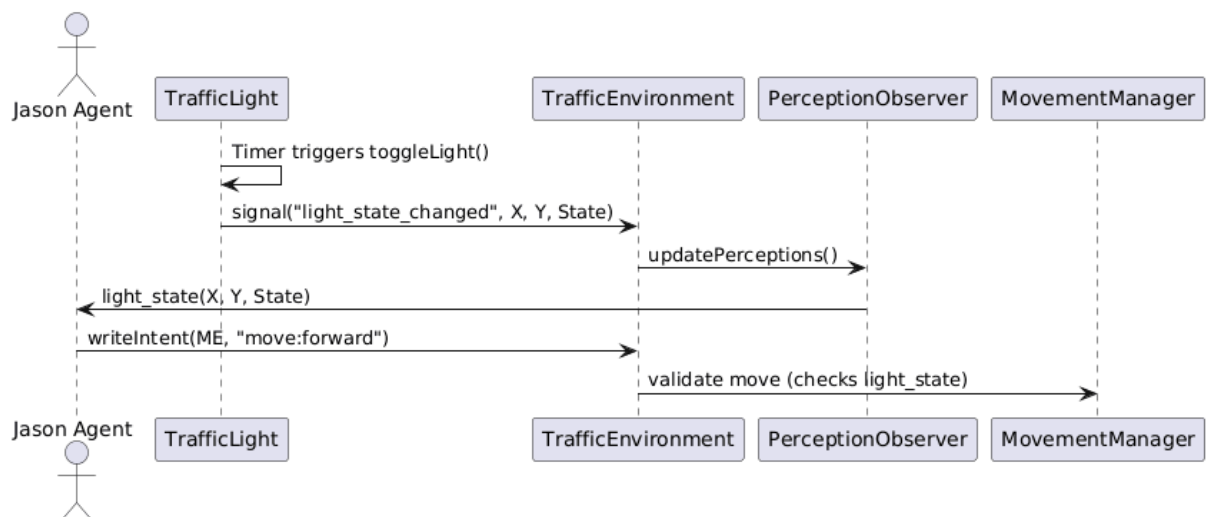 Jason Agent
TrafficLight
TrafficEnvironment
PerceptionObserver
MovementManager
Timer triggers toggleLight()
signal("light_state_changed", X, Y, State)
updatePerceptions()
light_state(X, Y, State)
writeIntent(ME, "move:forward")
validate move (checks light_state)
Jason Agent
TrafficLight
TrafficEnvironment
PerceptionObserver
MovementManager